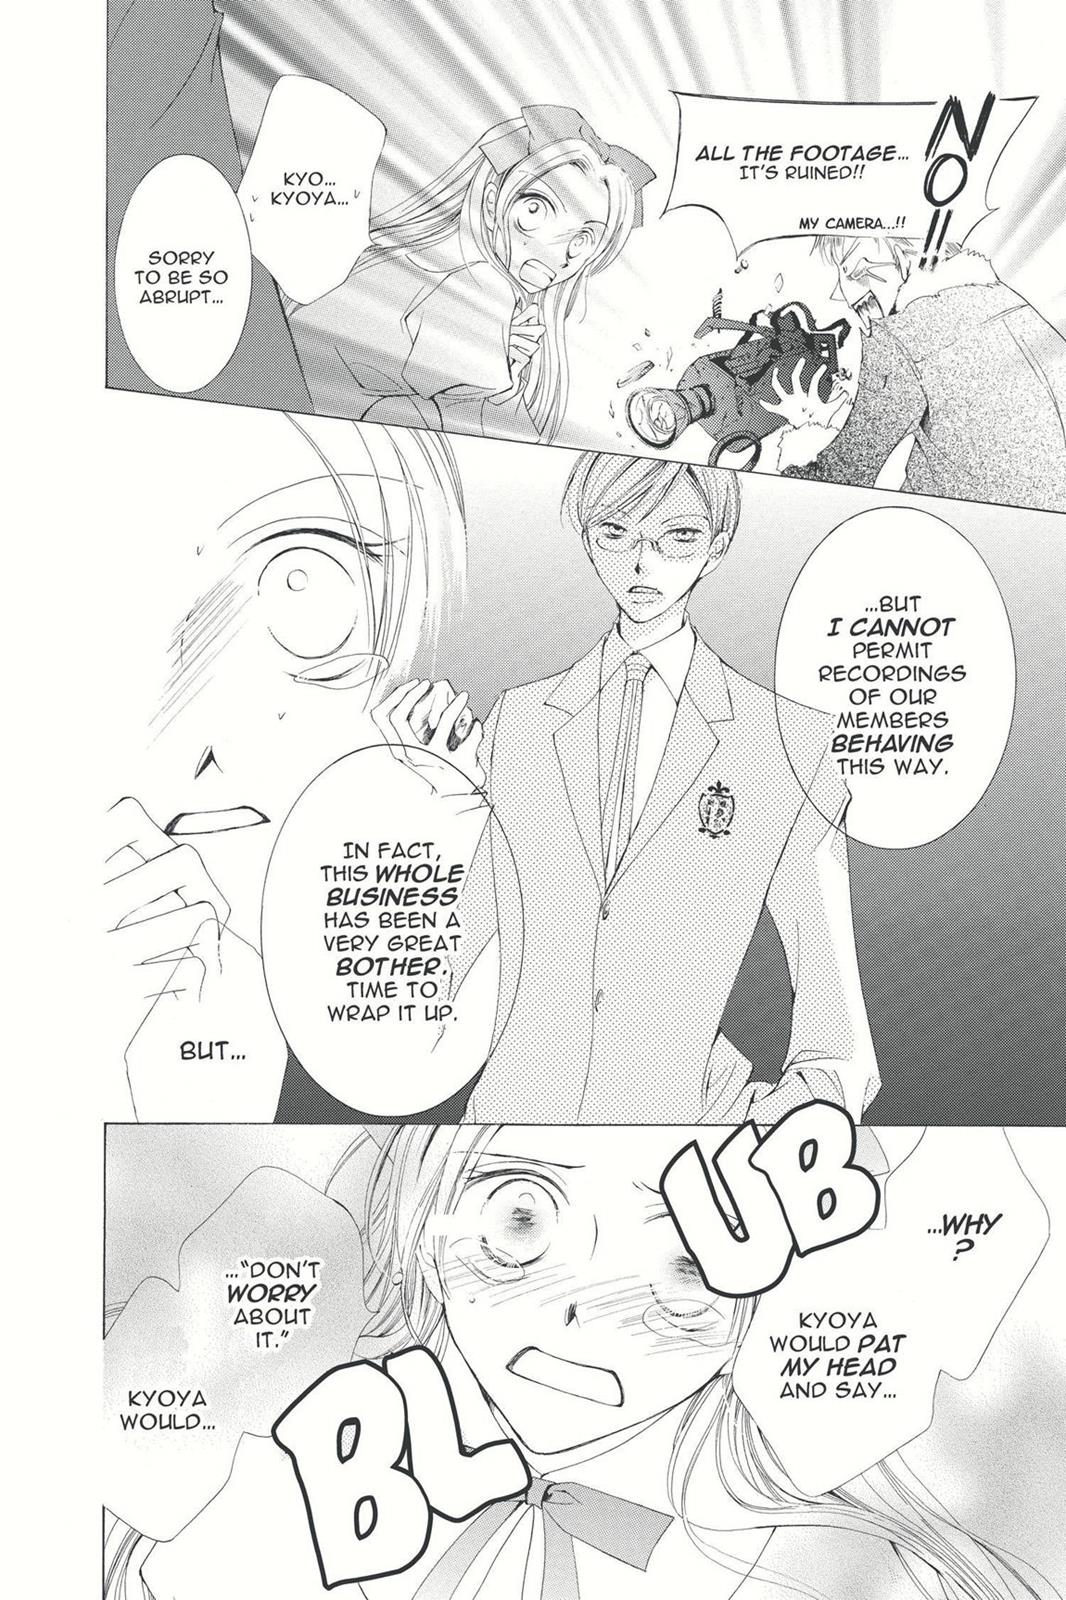 NO!!
ALL THE FOOTAGE...
IT'S RUINED!!
MY CAMERA...!!
KYO...
KYOYA...
SORRY
TO BE SO
ABRUPT...
...BUT
I CANNOT
PERMIT
RECORDINGS
OF OUR
MEMBERS
BEHAVING
THIS WAY.
IN FACT,
THIS WHOLE
BUSINESS
HAS BEEN A
VERY GREAT
BOTHER.
TIME TO
WRAP IT UP.
BUT...
...WHY
?
KYOYA
WOULD PAT
MY HEAD
AND SAY...
BLUB
..."DON'T
WORRY
ABOUT
IT."
KYOYA
WOULD...